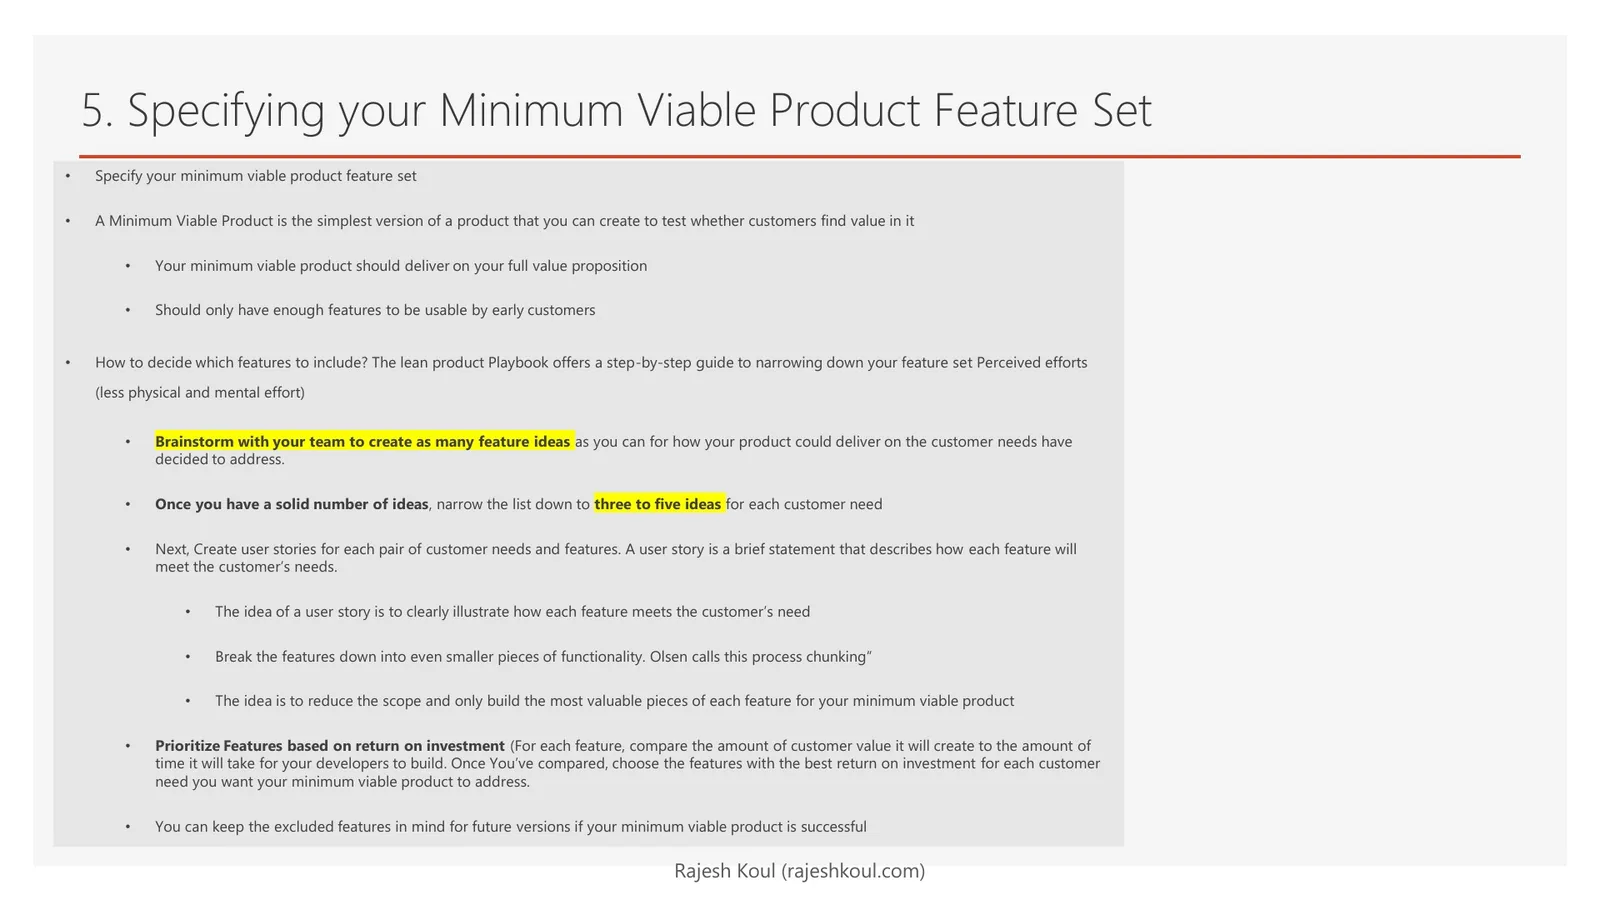 5. Specifying your Minimum Viable Product Feature Set
• Specify your minimum viable product feature set
• A Minimum Viable Product is the simplest version of a product that you can create to test whether customers find value in it
• Your minimum viable product should deliver on your full value proposition
• Should only have enough features to be usable by early customers
• How to decide which features to include? The lean product Playbook offers a step-by-step guide to narrowing down your feature set Perceived efforts
(less physical and mental effort)
• Brainstorm with your team to create as many feature ideas as you can for how your product could deliver on the customer needs have
decided to address.
• Once you have a solid number of ideas, narrow the list down to three to five ideas for each customer need
• Next, Create user stories for each pair of customer needs and features. A user story is a brief statement that describes how each feature will
meet the customer's needs.
• The idea of a user story is to clearly illustrate how each feature meets the customer's need
• Break the features down into even smaller pieces of functionality. Olsen calls this process chunking"
• The idea is to reduce the scope and only build the most valuable pieces of each feature for your minimum viable product
• Prioritize Features based on return on investment (For each feature, compare the amount of customer value it will create to the amount of
time it will take for your developers to build. Once You've compared, choose the features with the best return on investment for each customer
need you want your minimum viable product to address.
• You can keep the excluded features in mind for future versions if your minimum viable product is successful
Rajesh Koul (rajeshkoul.com)